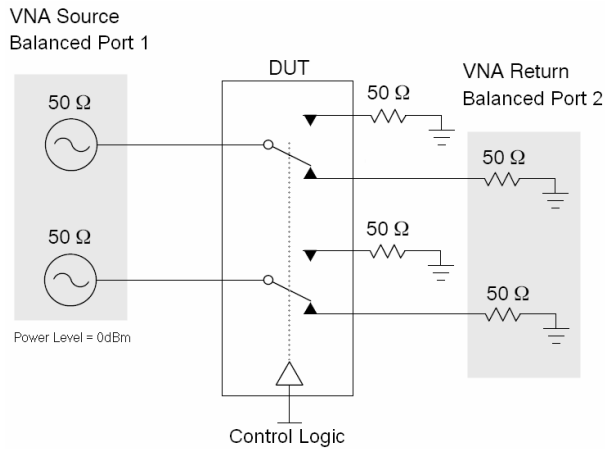 VNA Source
Balanced Port 1
DUT
VNA Return
Balanced Port 2
50 Ω
50 Ω
50 Ω
50 Ω
50 Ω
50 Ω
Power Level = 0dBm
Control Logic